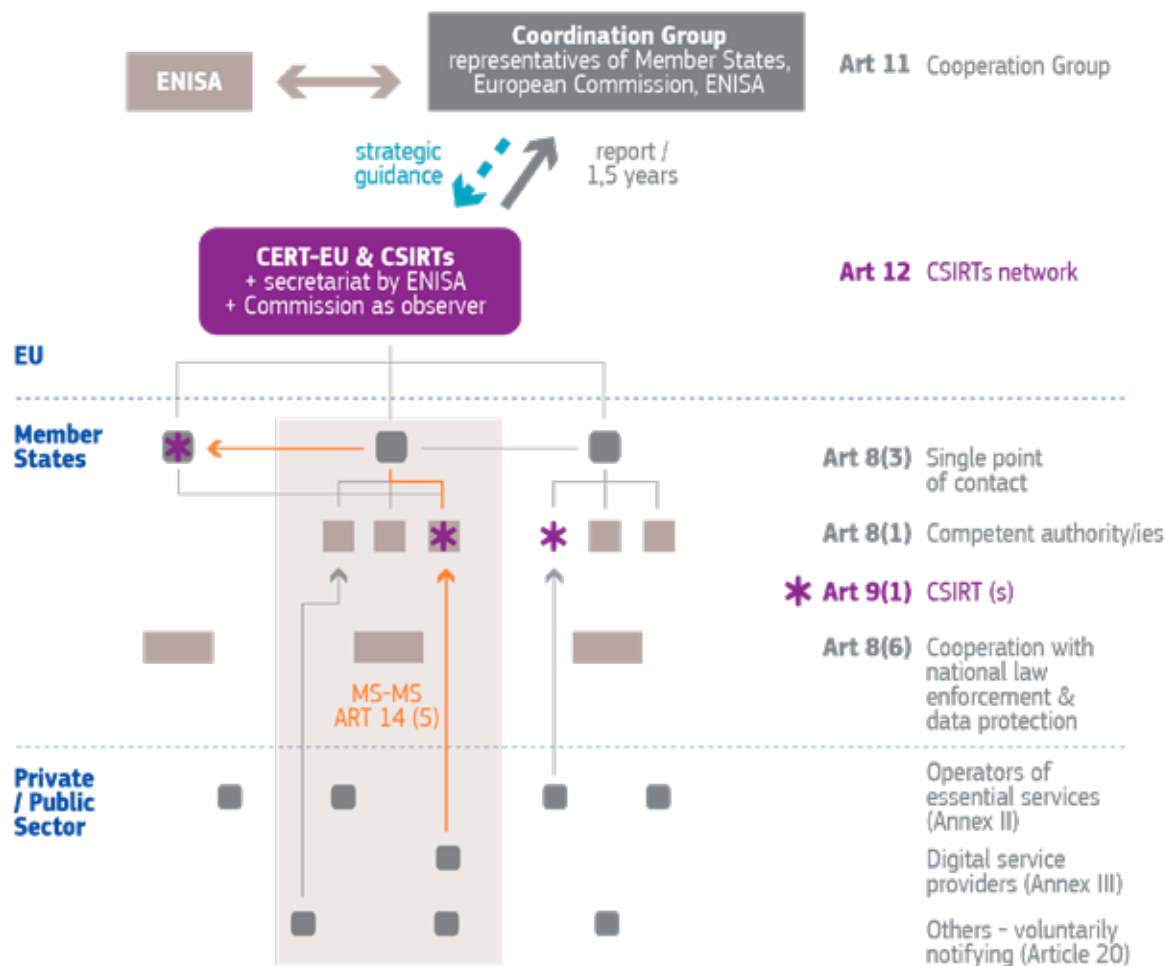 Coordination Group
representatives of Member States,
European Commission, ENISA
ENISA
Art 11 Cooperation Group
strategic
guidance
report /
1,5 years
CERT-EU & CSIRTs
+ secretariat by ENISA
+ Commission as observer
Art 12 CSIRTs network
EU
Member
States
Art 8(3) Single point
of contact
Art 8(1) Competent authority/ies
Art 9(1) CSIRT (s)
Art 8(6) Cooperation with
national law
enforcement &
data protection
MS-MS
ART 14 (5)
Private
/ Public
Sector
Operators of
essential services
(Annex II)
Digital service
providers (Annex III)
Others - voluntarily
notifying (Article 20)